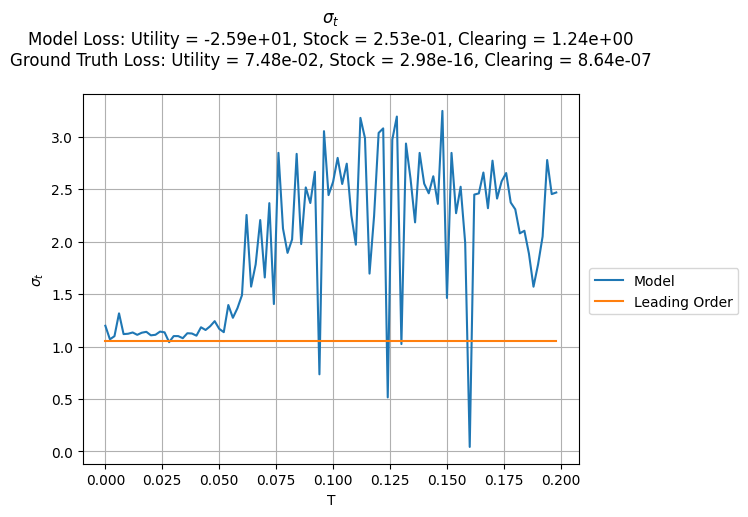 σt
Model Loss: Utility = -2.59e+01, Stock = 2.53e-01, Clearing = 1.24e+00
Ground Truth Loss: Utility = 7.48e-02, Stock = 2.98e-16, Clearing = 8.64e-07
3.0
2.5
2.0
1.5
1.0
0.5
0.0
σt
Model
Leading Order
0.000 0.025 0.050 0.075 0.100 0.125 0.150 0.175 0.200
T